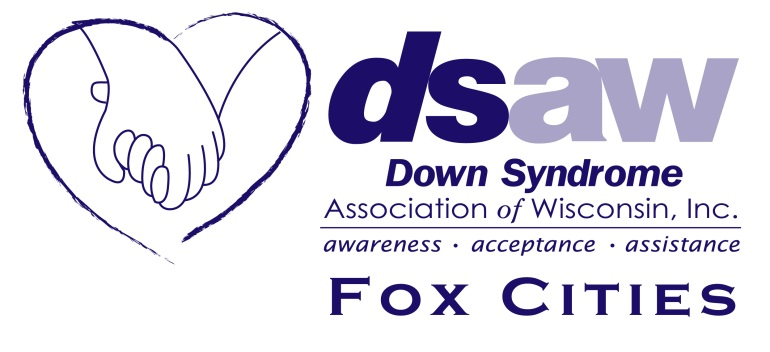 dsaw
Down Syndrome
Association of Wisconsin, Inc.
awareness · acceptance · assistance
Fox Cities